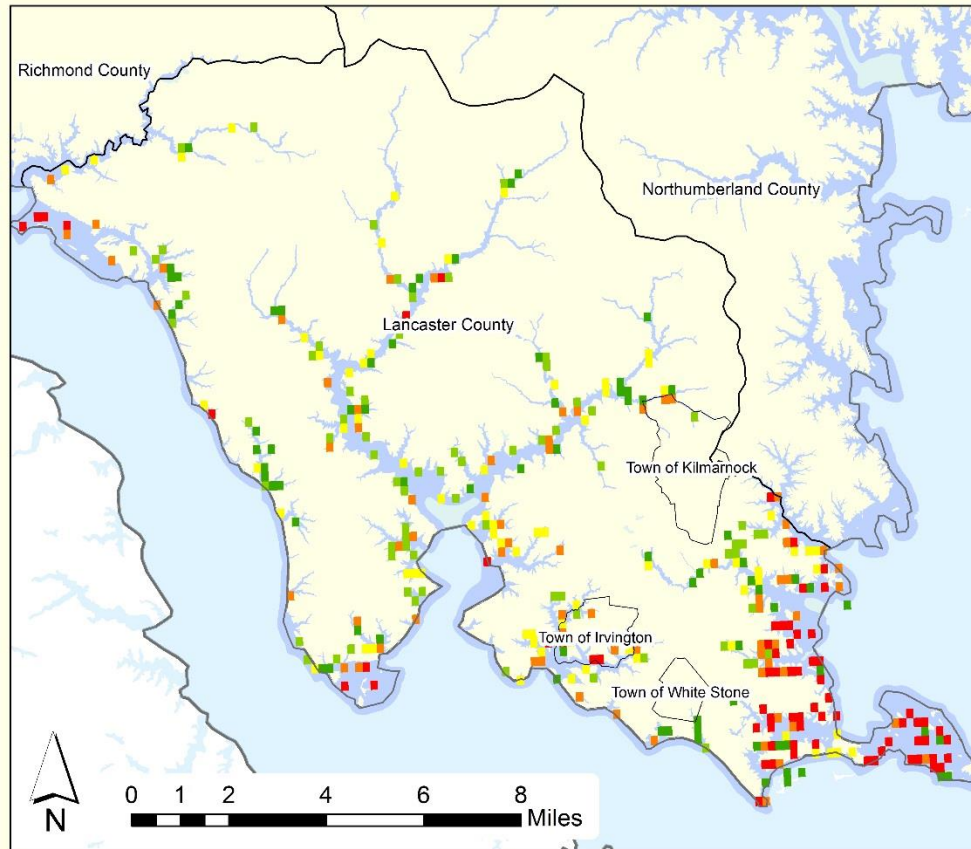 Richmond County
Northumberland County
Lancaster County
Town of Kilmarnock
Town of Irvington
Town of White Stone
N
0 1 2 4 6 8
Miles